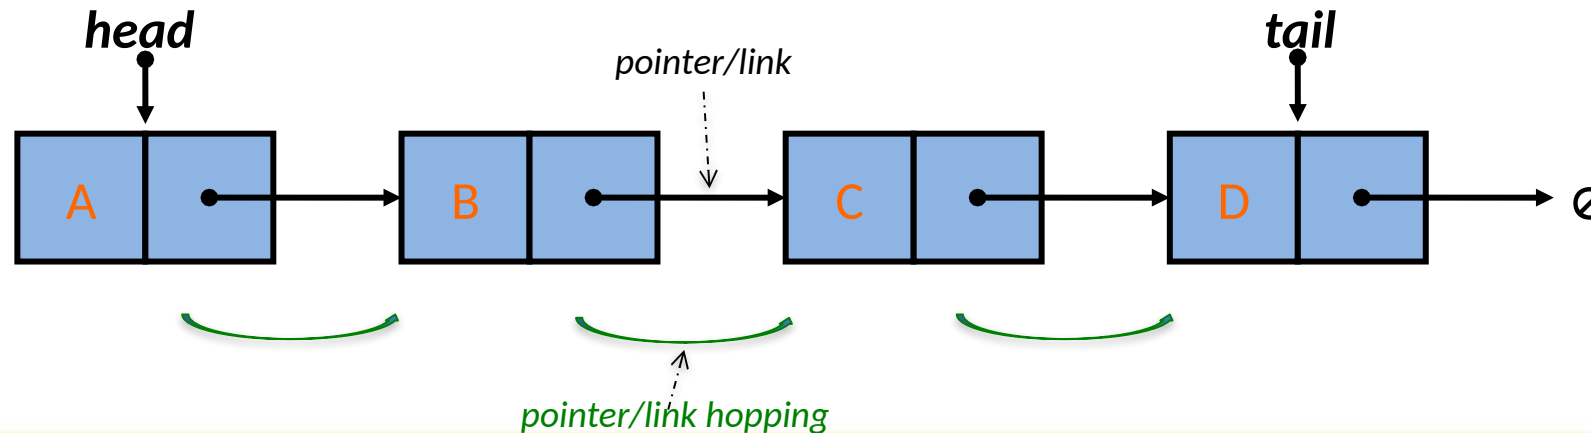 head
tail
pointer/link
A
B
C
D
∅
pointer/link hopping